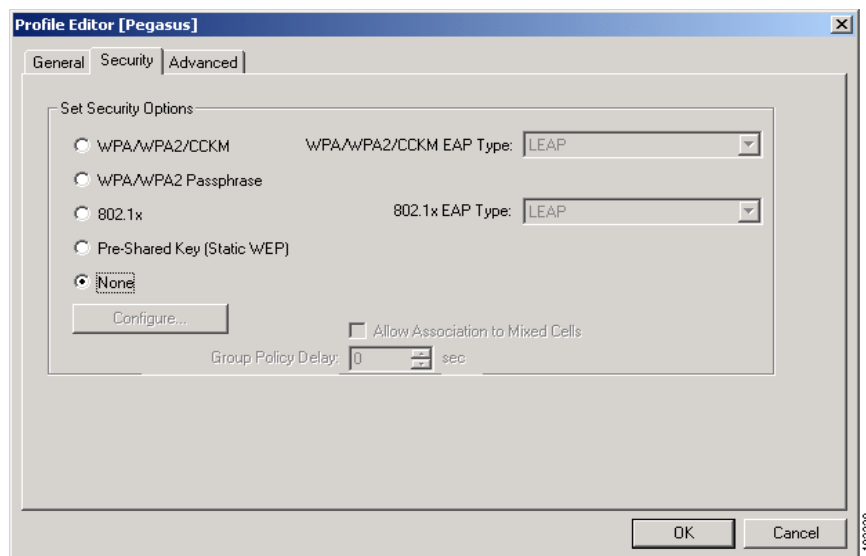 Profile Editor [Pegasus]
General Security Advanced
Set Security Options
WPA/WPA2/CCKM WPA/WPA2/CCKM EAP Type: LEAP
WPA/WPA2 Passphrase
802.1x 802.1x EAP Type: LEAP
Pre-Shared Key (Static WEP)
None
Configure...
Allow Association to Mixed Cells
Group Policy Delay: 0 sec
OK Cancel